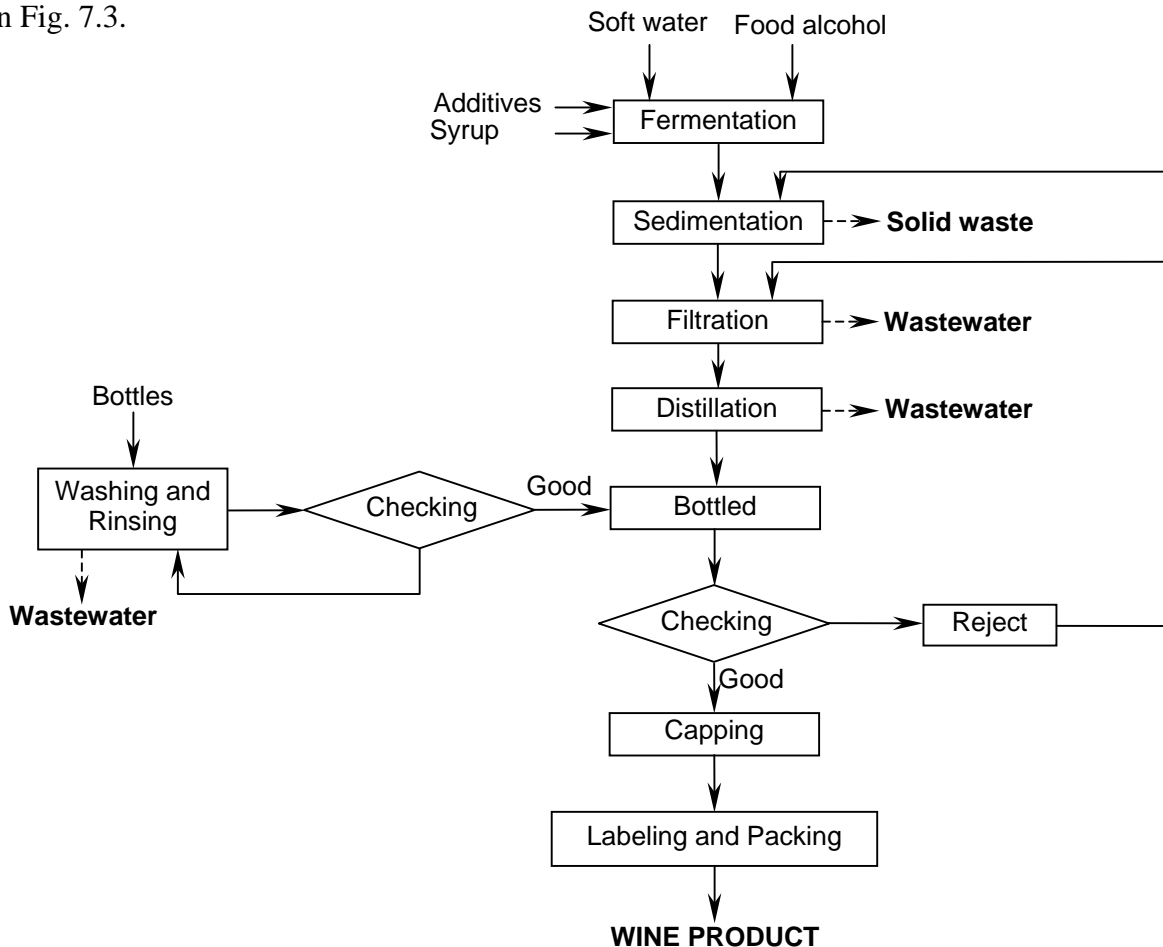 n Fig. 7.3.
Soft water
Food alcohol
Additives
Syrup
Fermentation
Sedimentation
Solid waste
Filtration
Wastewater
Distillation
Wastewater
Bottles
Washing and
Rinsing
Checking
Good
Bottled
Wastewater
Checking
Reject
Good
Capping
Labeling and Packing
WINE PRODUCT